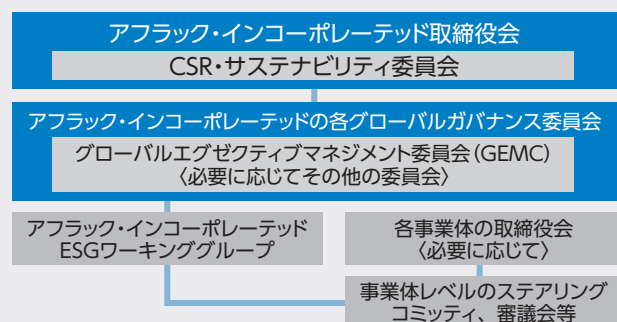 アフラック・インコーポレーテッド取締役会
CSR・サステナビリティ委員会
アフラック・インコーポレーテッドの各グローバルガバナンス委員会
グローバルエグゼクティブマネジメント委員会(GEMC)
〈必要に応じてその他の委員会〉
アフラック・インコーポレーテッド
ESGワーキンググループ
各事業体の取締役会
〈必要に応じて〉
事業体レベルのステアリング
コミッティ、審議会等